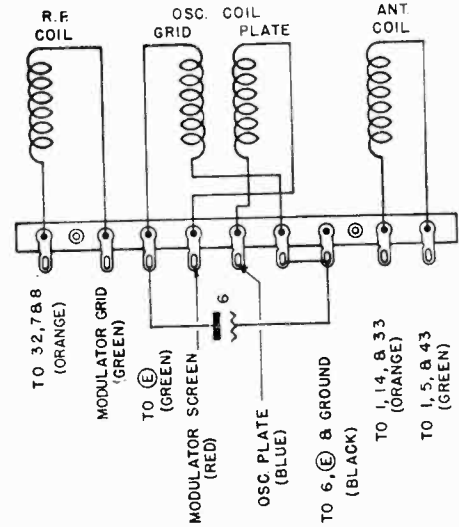 R.F.
COIL
OSC. COIL
GRID PLATE
ANT.
COIL
6
TO 32, 7&8
(ORANGE)
MODULATOR GRID
(GREEN)
TO Ⓔ
(GREEN)
MODULATOR SCREEN
(RED)
OSC. PLATE
(BLUE)
TO 6, Ⓔ & GROUND
(BLACK)
TO 1, 14, & 33
(ORANGE)
TO 1, 5, & 43
(GREEN)